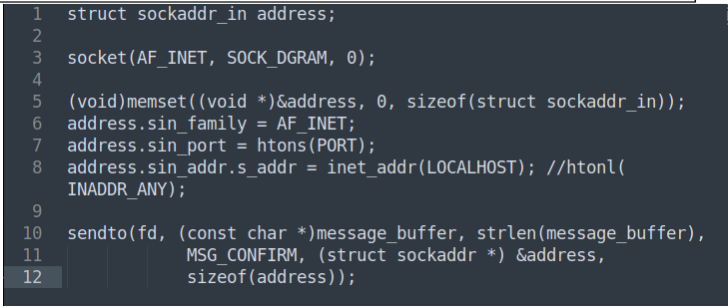 1 struct sockaddr_in address;
2
3 socket(AF_INET, SOCK_DGRAM, 0);
4
5 (void)memset((void *)&address, 0, sizeof(struct sockaddr_in));
6 address.sin_family = AF_INET;
7 address.sin_port = htons(PORT);
8 address.sin_addr.s_addr = inet_addr(LOCALHOST); //htonl(
INADDR_ANY);
9
10 sendto(fd, (const char *)message_buffer, strlen(message_buffer),
11 MSG_CONFIRM, (struct sockaddr *) &address,
12 sizeof(address));